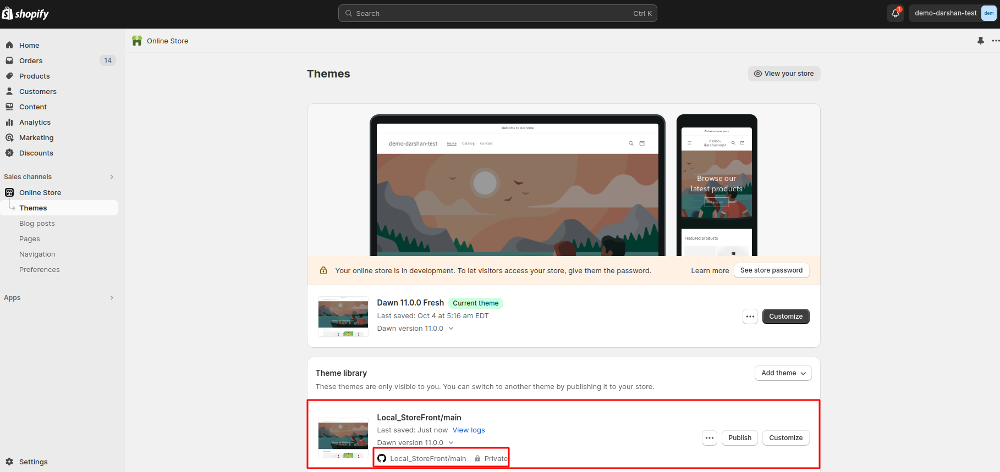 shopify
Search
Ctrl K
1
demo-darshan-test
dem
Home
Orders
14
Products
Customers
Content
Analytics
Marketing
Discounts
Sales channels
Online Store
Themes
Blog posts
Pages
Navigation
Preferences
Apps
Settings
Online Store
Themes
View your store
Welcome to our store
demo-darshan-test Home Catalog Contact
Welcome to our store
demo-
darshan-test
Browse our
latest products
Shop all
Featured products
Your online store is in development. To let visitors access your store, give them the password.
Learn more
See store password
Dawn 11.0.0 Fresh
Current theme
Last saved: Oct 4 at 5:16 am EDT
Dawn version 11.0.0
Customize
Theme library
Add theme
These themes are only visible to you. You can switch to another theme by publishing it to your store.
Local_StoreFront/main
Last saved: Just now View logs
Dawn version 11.0.0
Local_StoreFront/main Private
Publish
Customize